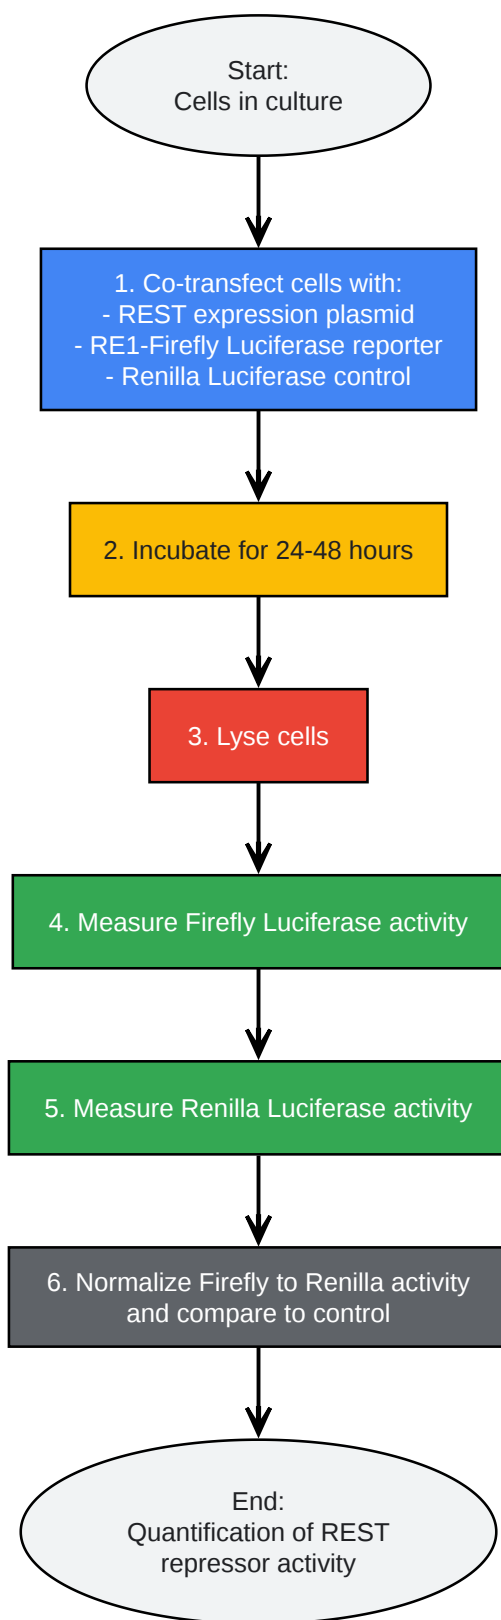 Start:
Cells in culture
1. Co-transfect cells with:
- REST expression plasmid
- RE1-Firefly Luciferase reporter
- Renilla Luciferase control
2. Incubate for 24-48 hours
3. Lyse cells
4. Measure Firefly Luciferase activity
5. Measure Renilla Luciferase activity
6. Normalize Firefly to Renilla activity
and compare to control
End:
Quantification of REST
repressor activity